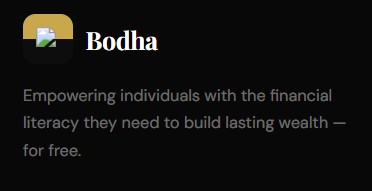 Bodha
Empowering individuals with the financial
literacy they need to build lasting wealth —
for free.